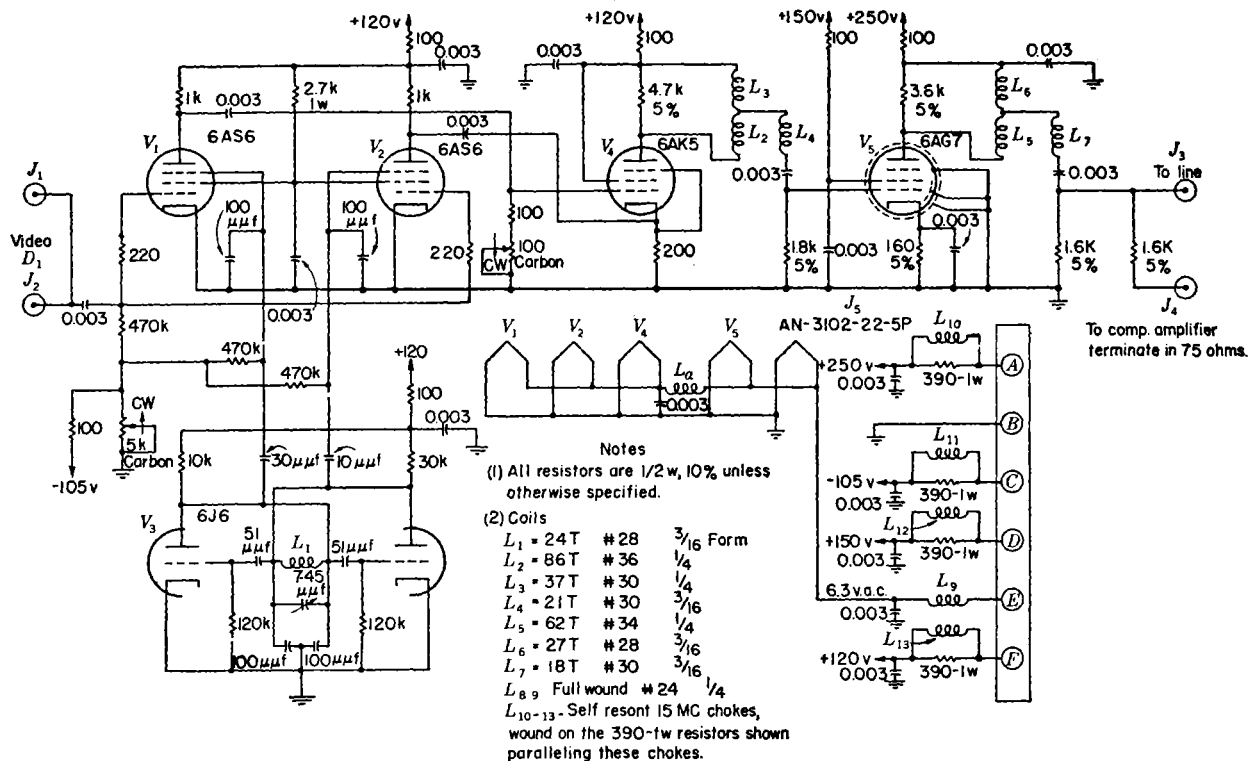 +120v
+120v
+150v
+250v
100
100
100
100
0.003
0.003
0.003
1k
0.003
2.7k
1w
1k
4.7k
5%
L₃
3.6k
5%
L₆
V₁
6AS6
0.003
V₂
6AS6
V₄
6AK5
L₂
L₄
V₅
6AG7
L₅
L₇
J₁
J₃
To line
0.003
0.003
100
μμf
100
μμf
100
0.003
Video
D₁
J₂
220
220
100
Carbon
CW
200
1.8k
5%
0.003
160
5%
1.6K
5%
1.6K
5%
0.003
0.003
J₅
J₄
470k
470k
470k
+120
V₁
V₂
V₄
V₅
AN-3102-22-5P
To comp. amplifier
terminate in 75 ohms.
Lₐ
0.003
L₁₀
+250 v
0.003
390-1w
A
100
CW
5k
Carbon
-105 v
100
0.003
B
10k
30μμf
10μμf
30k
L₁₁
-105 v
0.003
390-1w
C
V₃
6J6
51
μμf
L₁
51μμf
7.45
μμf
L₁₂
+150v
0.003
390-1w
D
120k
120k
6.3 v.a.c.
0.003
L₉
E
100μμf
100μμf
L₁₃
+120v
0.003
390-1w
F
Notes
(1) All resistors are 1/2 w, 10% unless
otherwise specified.
(2) Coils
L₁ = 24T #28 3/16 Form
L₂ = 86T #36 1/4
L₃ = 37T #30 1/4
L₄ = 21T #30 3/16
L₅ = 62T #34 1/4
L₆ = 27T #28 3/16
L₇ = 18T #30 3/16
L₈₉ Full wound #24 1/4
L₁₀₋₁₃ - Self resont 15 MC chokes,
wound on the 390-1w resistors shown
paralleling these chokes.